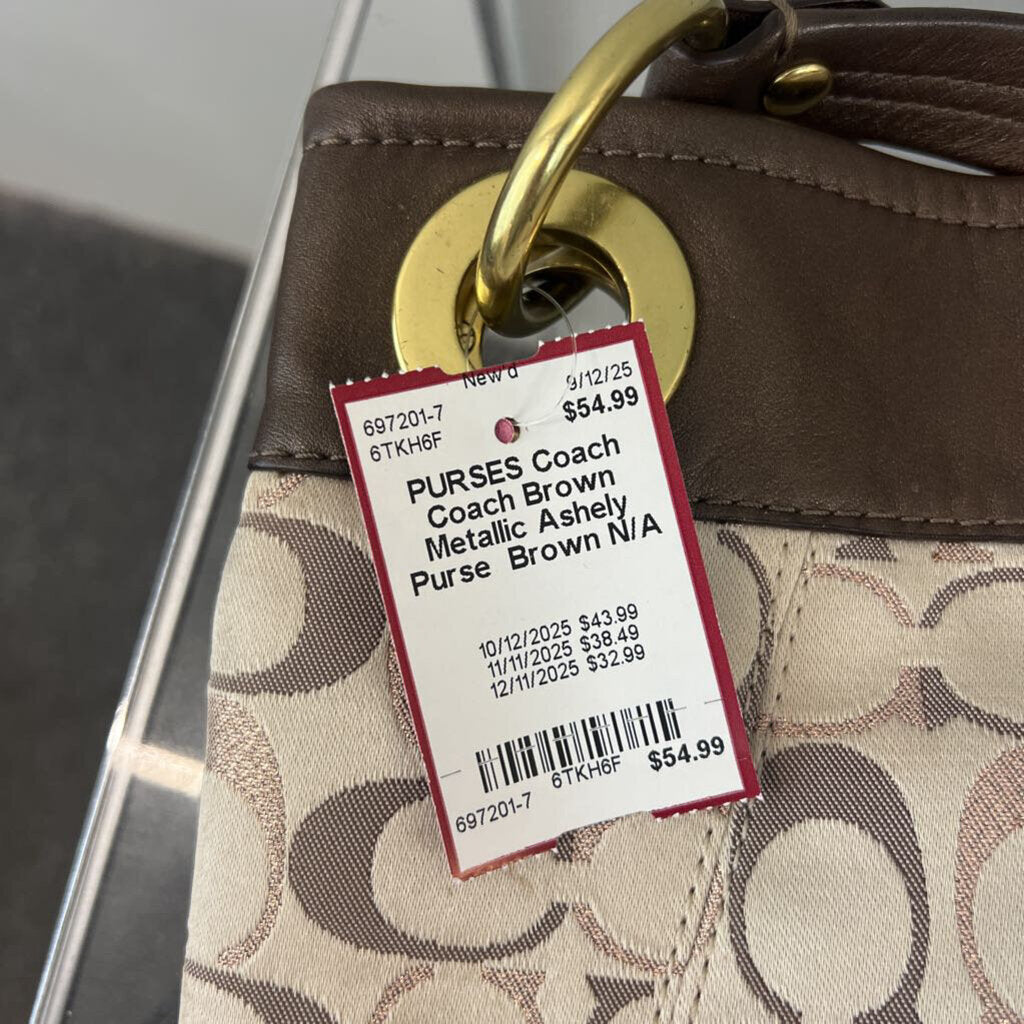 New'd 9/12/25
697201-7 $54.99
6TKH6F
PURSES Coach
Coach Brown
Metallic Ashely
Purse Brown N/A
10/12/2025 $43.99
11/11/2025 $38.49
12/11/2025 $32.99
6TKH6F $54.99
697201-7